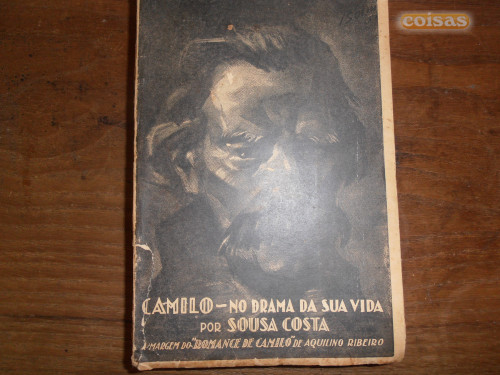 coisas
CAMILO — NO DRAMA DA SUA VIDA
POR SOUSA COSTA
À MARGEM DO "ROMANCE DE CAMILO" DE AQUILINO RIBEIRO